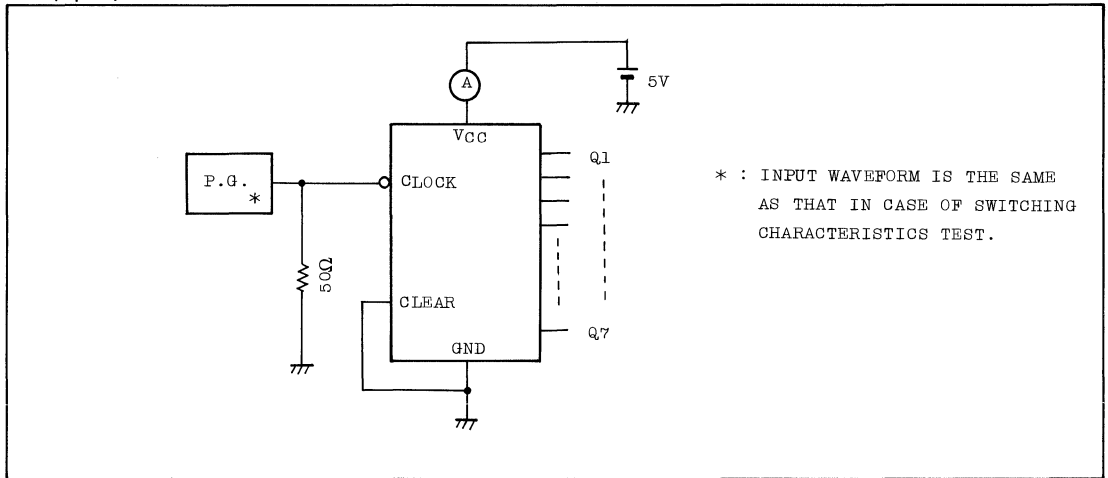 A
5V
VCC
Q1
P.G.
*
CLOCK
* : INPUT WAVEFORM IS THE SAME
AS THAT IN CASE OF SWITCHING
CHARACTERISTICS TEST.
50Ω
CLEAR
Q7
GND